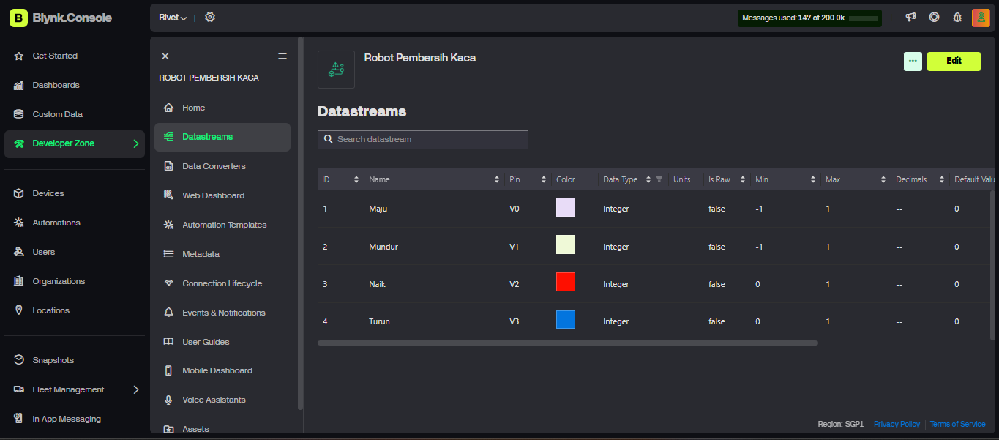 B Blynk.Console
Get Started
Dashboards
Custom Data
Developer Zone
Devices
Automations
Users
Organizations
Locations
Snapshots
Fleet Management
In-App Messaging
Rivet
Messages used: 147 of 200.0k
ROBOT PEMBERSIH KACA
Home
Datastreams
Data Converters
Web Dashboard
Automation Templates
Metadata
Connection Lifecycle
Events & Notifications
User Guides
Mobile Dashboard
Voice Assistants
Assets
Robot Pembersih Kaca
Edit
Datastreams
Search datastream
ID Name Pin Color Data Type Units Is Raw Min Max Decimals Default Valu
1 Maju V0 Integer false -1 1 -- 0
2 Mundur V1 Integer false -1 1 -- 0
3 Naik V2 Integer false 0 1 -- 0
4 Turun V3 Integer false 0 1 -- 0
Region: SGP1 Privacy Policy Terms of Service